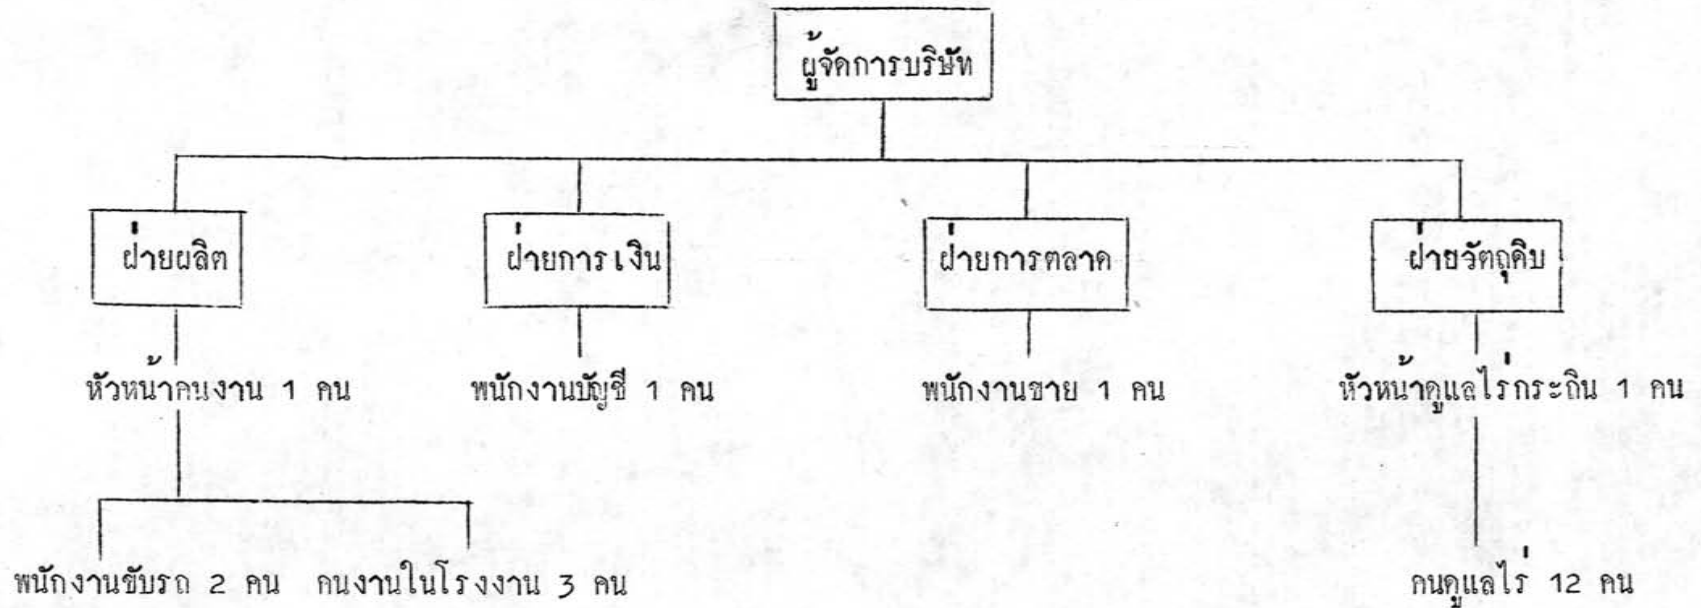 ผู้จัดการบริษัท
ฝ่ายผลิต
ฝ่ายการเงิน
ฝ่ายการตลาด
ฝ่ายวัตถุดิบ
หัวหน้าคนงาน 1 คน
พนักงานบัญชี 1 คน
พนักงานขาย 1 คน
หัวหน้าดูแลไร่กระถิน 1 คน
พนักงานขับรถ 2 คน
คนงานในโรงงาน 3 คน
คนดูแลไร่ 12 คน